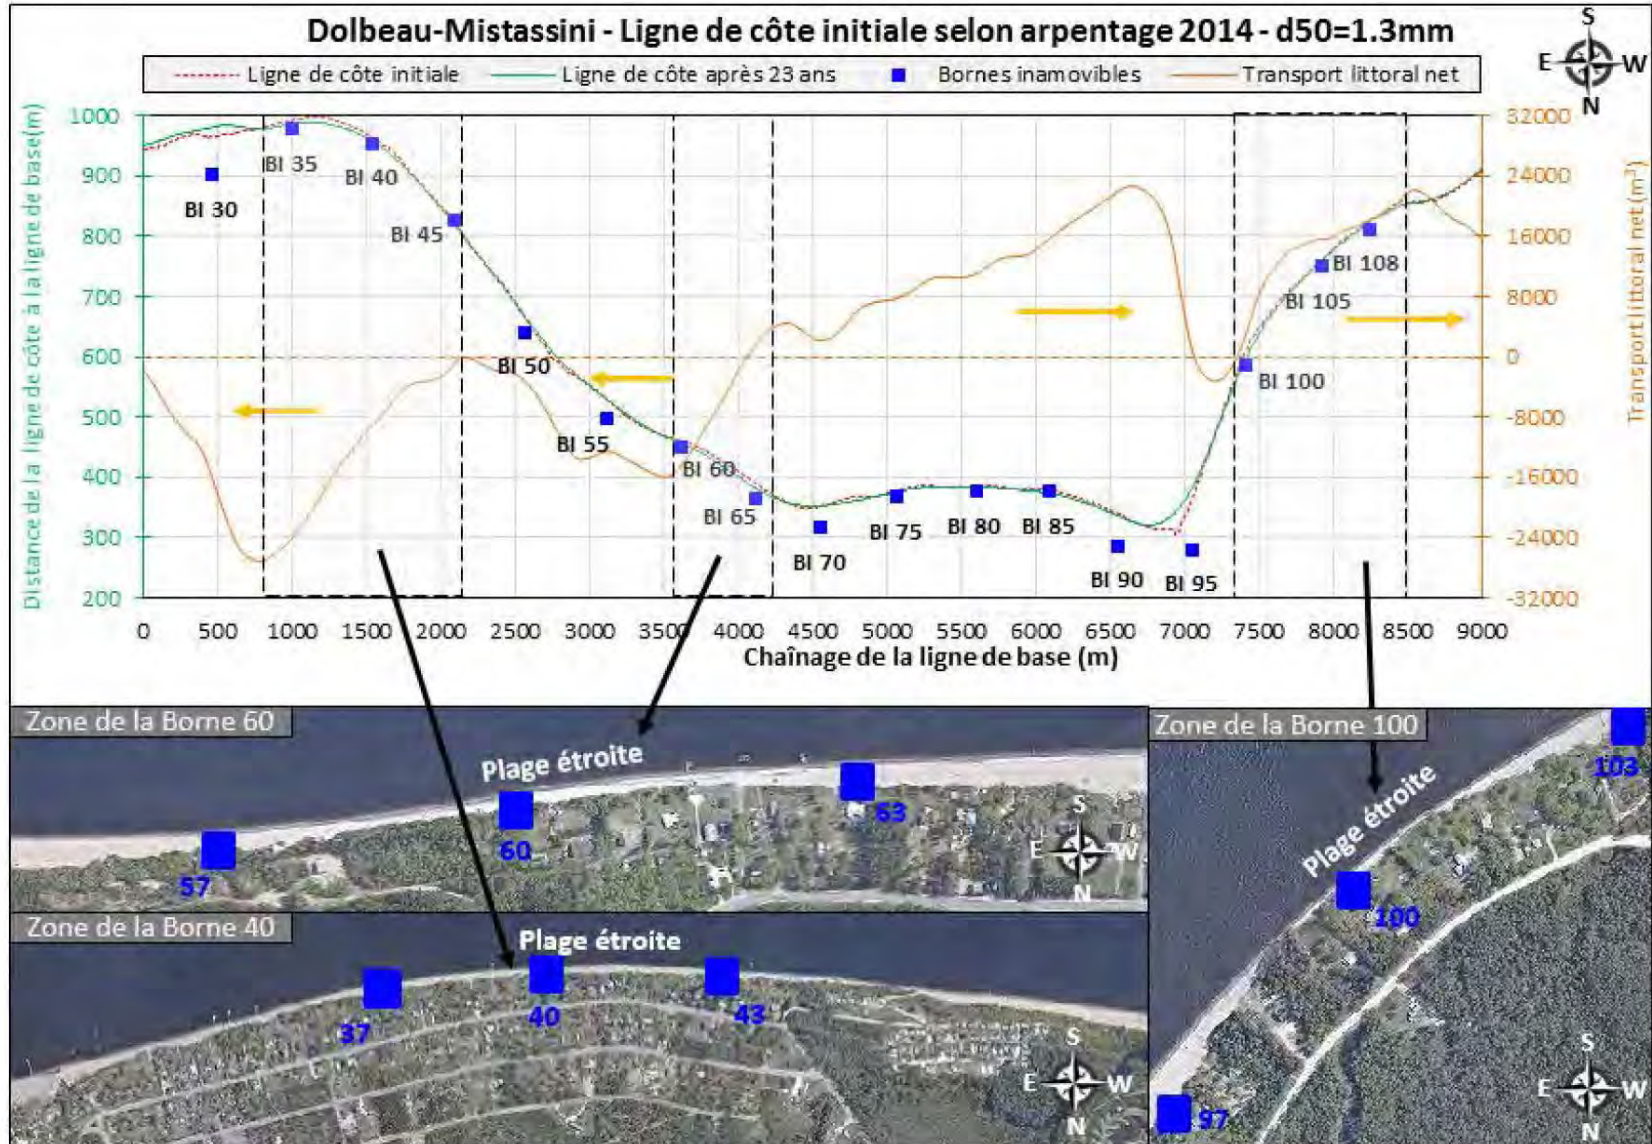 Dolbeau-Mistassini - Ligne de côte initiale selon arpentage 2014 - d50=1.3mm
Ligne de côte initiale
Ligne de côte après 23 ans
Bornes inamovibles
Transport littoral net
S
E W
N
Distance de la ligne de côte à la ligne de base(m)
1000
900
800
700
600
500
400
300
200
BI 30
BI 35
BI 40
BI 45
BI 50
BI 55
BI 60
BI 65
BI 70
BI 75
BI 80
BI 85
BI 90
BI 95
BI 100
BI 105
BI 108
32000
24000
16000
8000
0
-8000
-16000
-24000
-32000
Transport littoral net (m³)
0 500 1000 1500 2000 2500 3000 3500 4000 4500 5000 5500 6000 6500 7000 7500 8000 8500 9000
Chaînage de la ligne de base (m)
Zone de la Borne 60
Plage étroite
57
60
63
S
E W
N
Zone de la Borne 40
Plage étroite
37
40
43
S
E W
N
Zone de la Borne 100
Plage étroite
103
100
97
S
E W
N